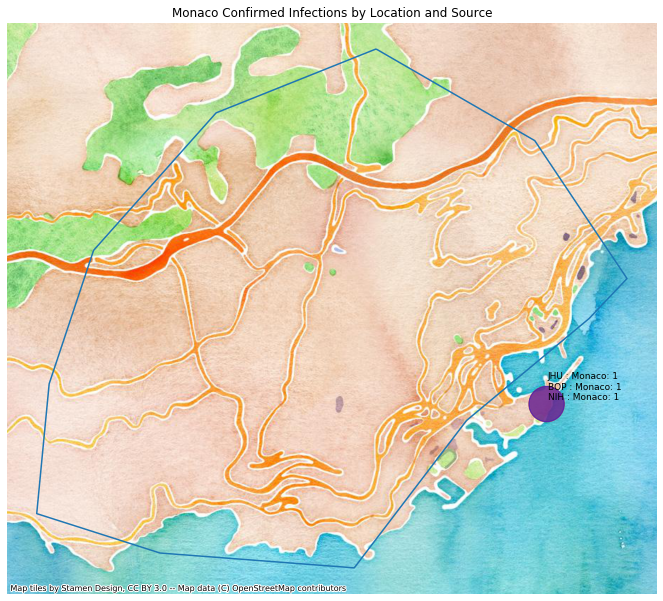 Monaco Confirmed Infections by Location and Source
JHU : Monaco: 1
BOP : Monaco: 1
NIH : Monaco: 1
Map tiles by Stamen Design, CC BY 3.0 -- Map data (C) OpenStreetMap contributors